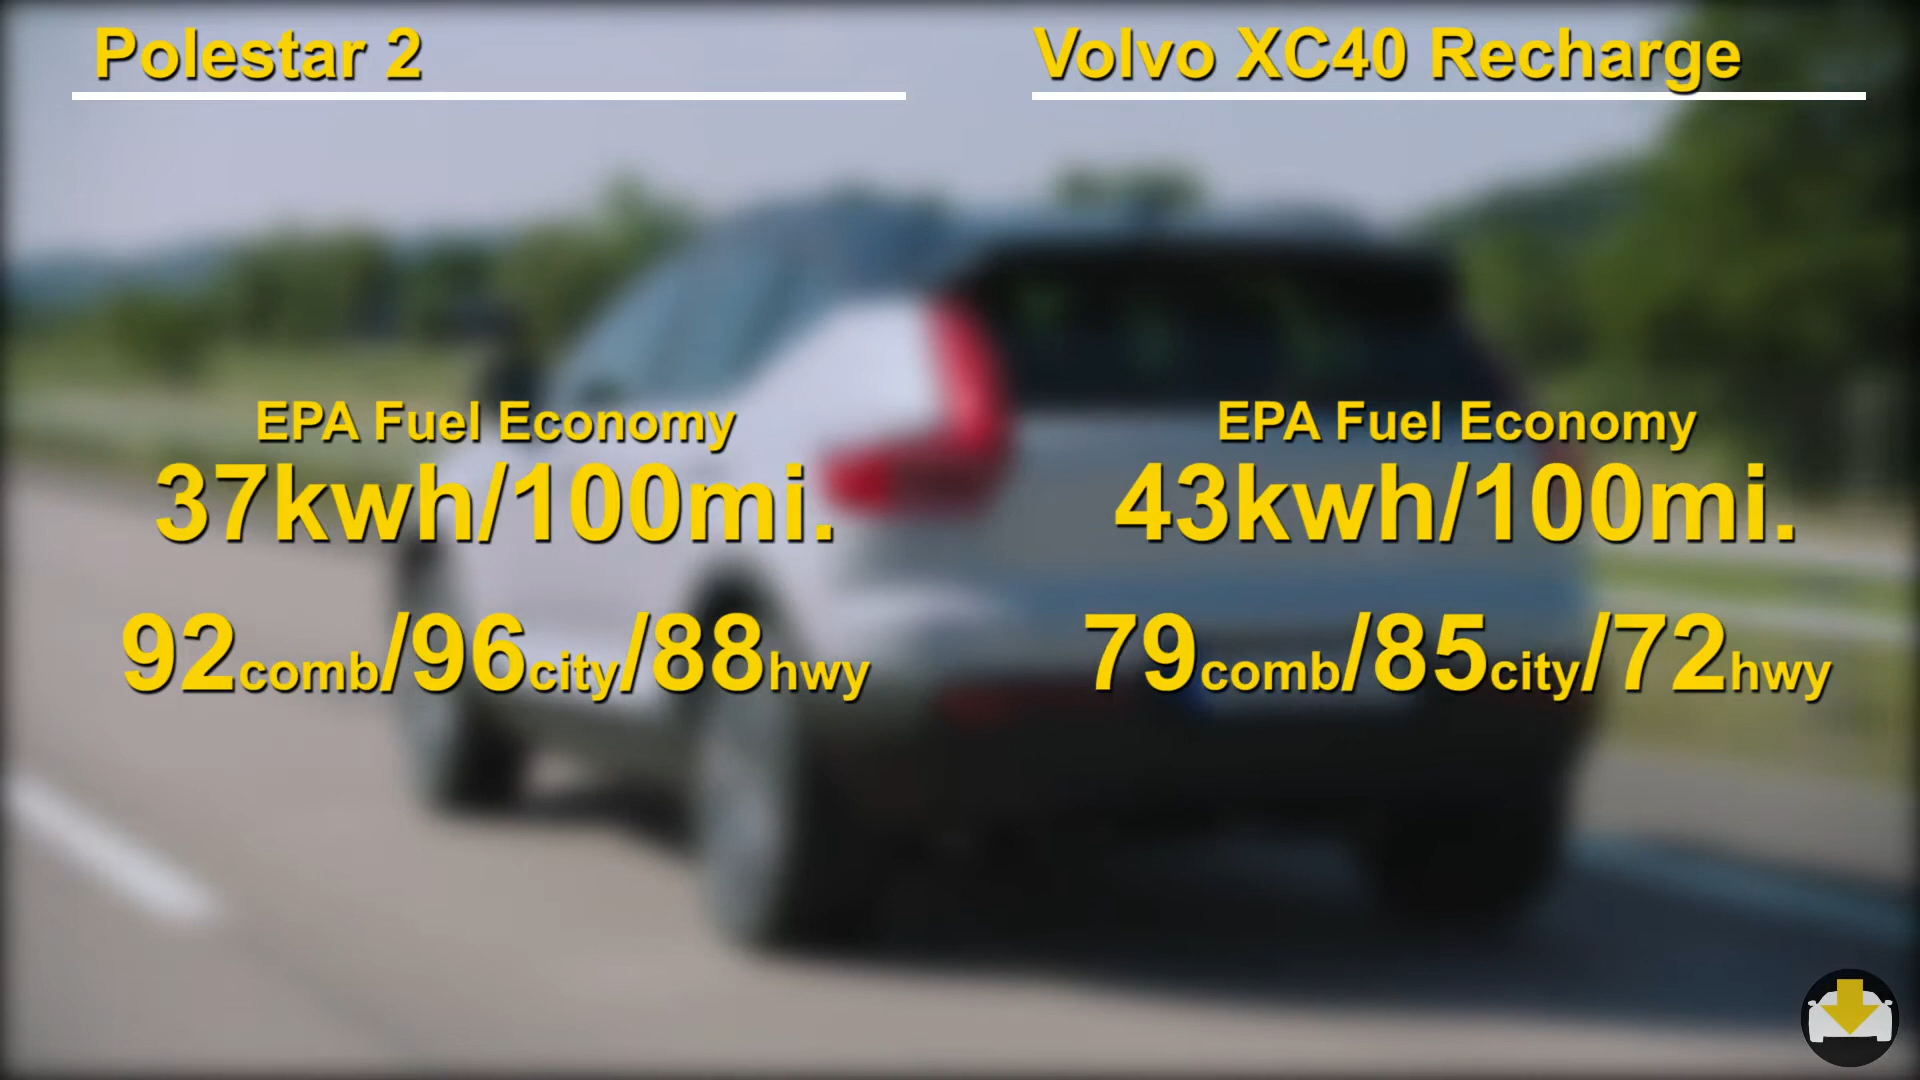 Polestar 2
EPA Fuel Economy
37kwh/100mi.
92comb/96city/88hwy
Volvo XC40 Recharge
EPA Fuel Economy
43kwh/100mi.
79comb/85city/72hwy